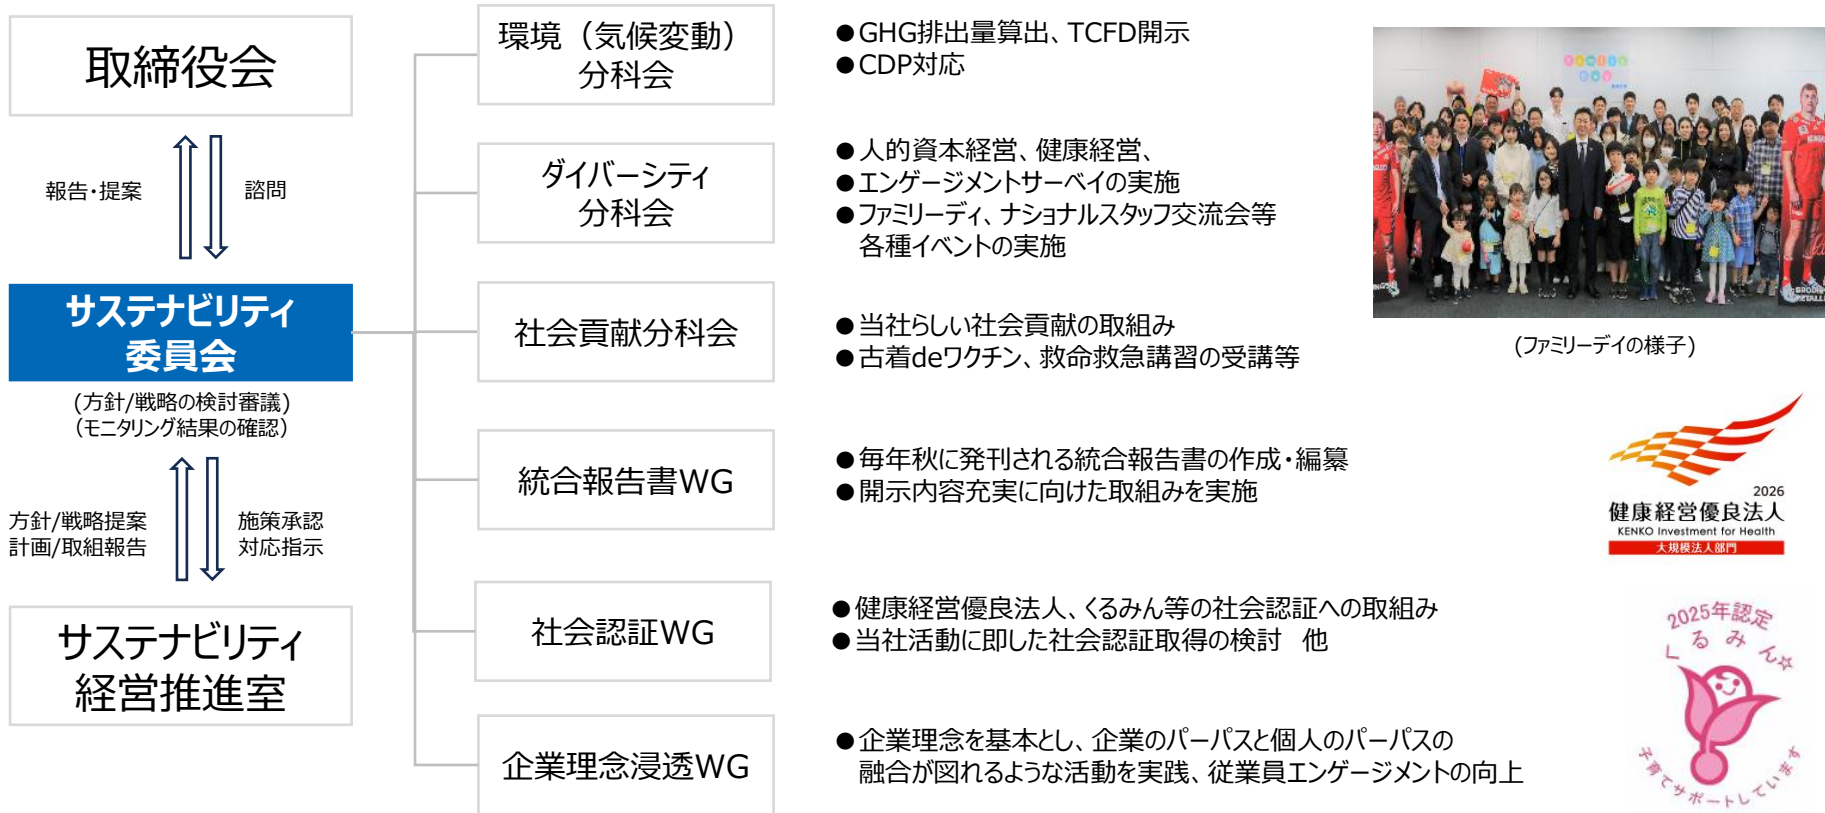 取締役会
報告・提案
諮問
サステナビリティ
委員会
(方針/戦略の検討審議)
(モニタリング結果の確認)
方針/戦略提案
計画/取組報告
施策承認
対応指示
サステナビリティ
経営推進室
環境（気候変動）
分科会
●GHG排出量算出、TCFD開示
●CDP対応
ダイバーシティ
分科会
●人的資本経営、健康経営、
●エンゲージメントサーベイの実施
●ファミリーディ、ナショナルスタッフ交流会等
各種イベントの実施
社会貢献分科会
●当社らしい社会貢献の取組み
●古着deワクチン、救命救急講習の受講等
統合報告書WG
●毎年秋に発刊される統合報告書の作成・編纂
●開示内容充実に向けた取組みを実施
社会認証WG
●健康経営優良法人、くるみん等の社会認証への取組み
●当社活動に即した社会認証取得の検討　他
企業理念浸透WG
●企業理念を基本とし、企業のパーパスと個人のパーパスの
融合が図れるような活動を実践、従業員エンゲージメントの向上
(ファミリーデイの様子)
2026
健康経営優良法人
KENKO Investment for Health
大規模法人部門
2025年認定
くるみん☆
子育てサポートしています